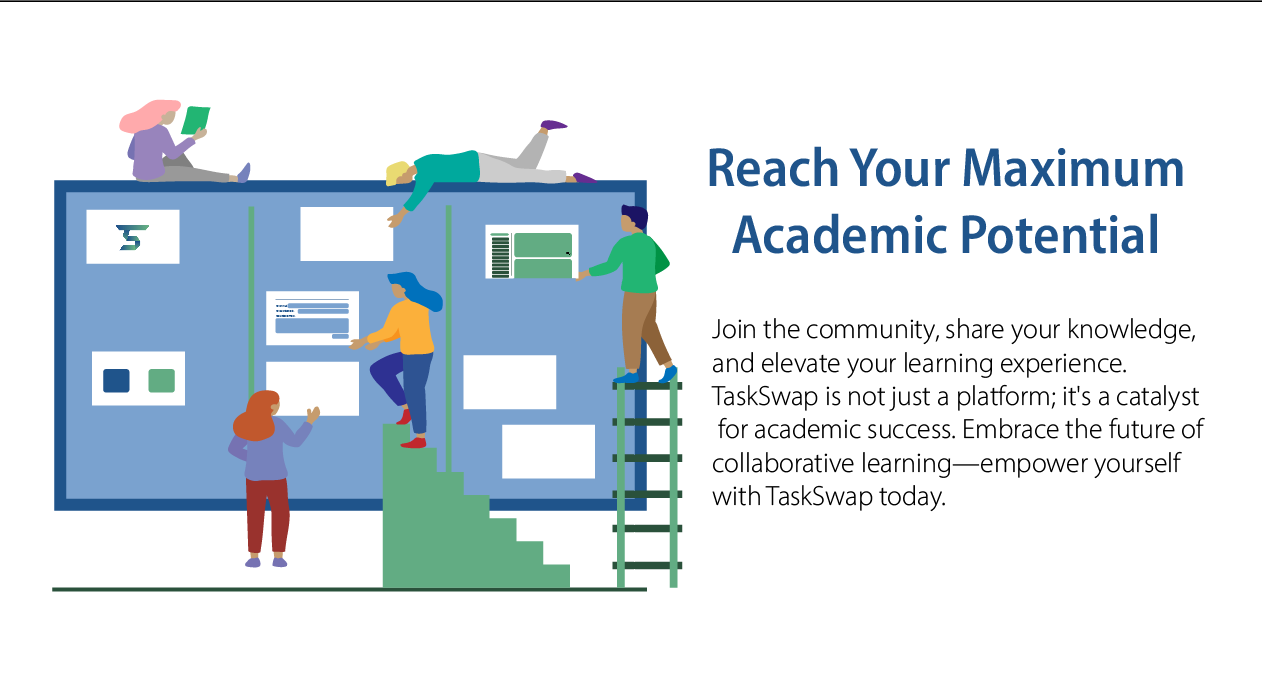 Reach Your Maximum
Academic Potential
Join the community, share your knowledge,
and elevate your learning experience.
TaskSwap is not just a platform; it's a catalyst
for academic success. Embrace the future of
collaborative learning—empower yourself
with TaskSwap today.